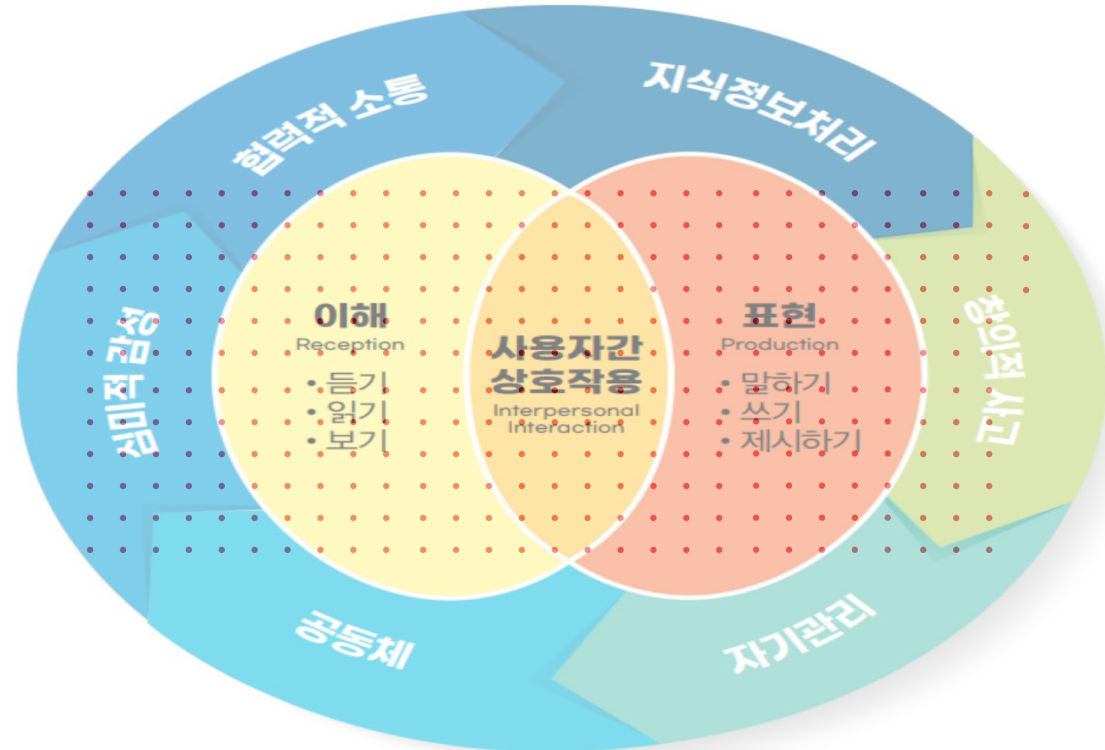 협력적 소통
지식정보처리
창의적 사고
자기관리
공동체
심미적 감성
이해
Reception
• 듣기
• 읽기
• 보기
사용자간
상호작용
Interpersonal
Interaction
표현
Production
• 말하기
• 쓰기
• 제시하기